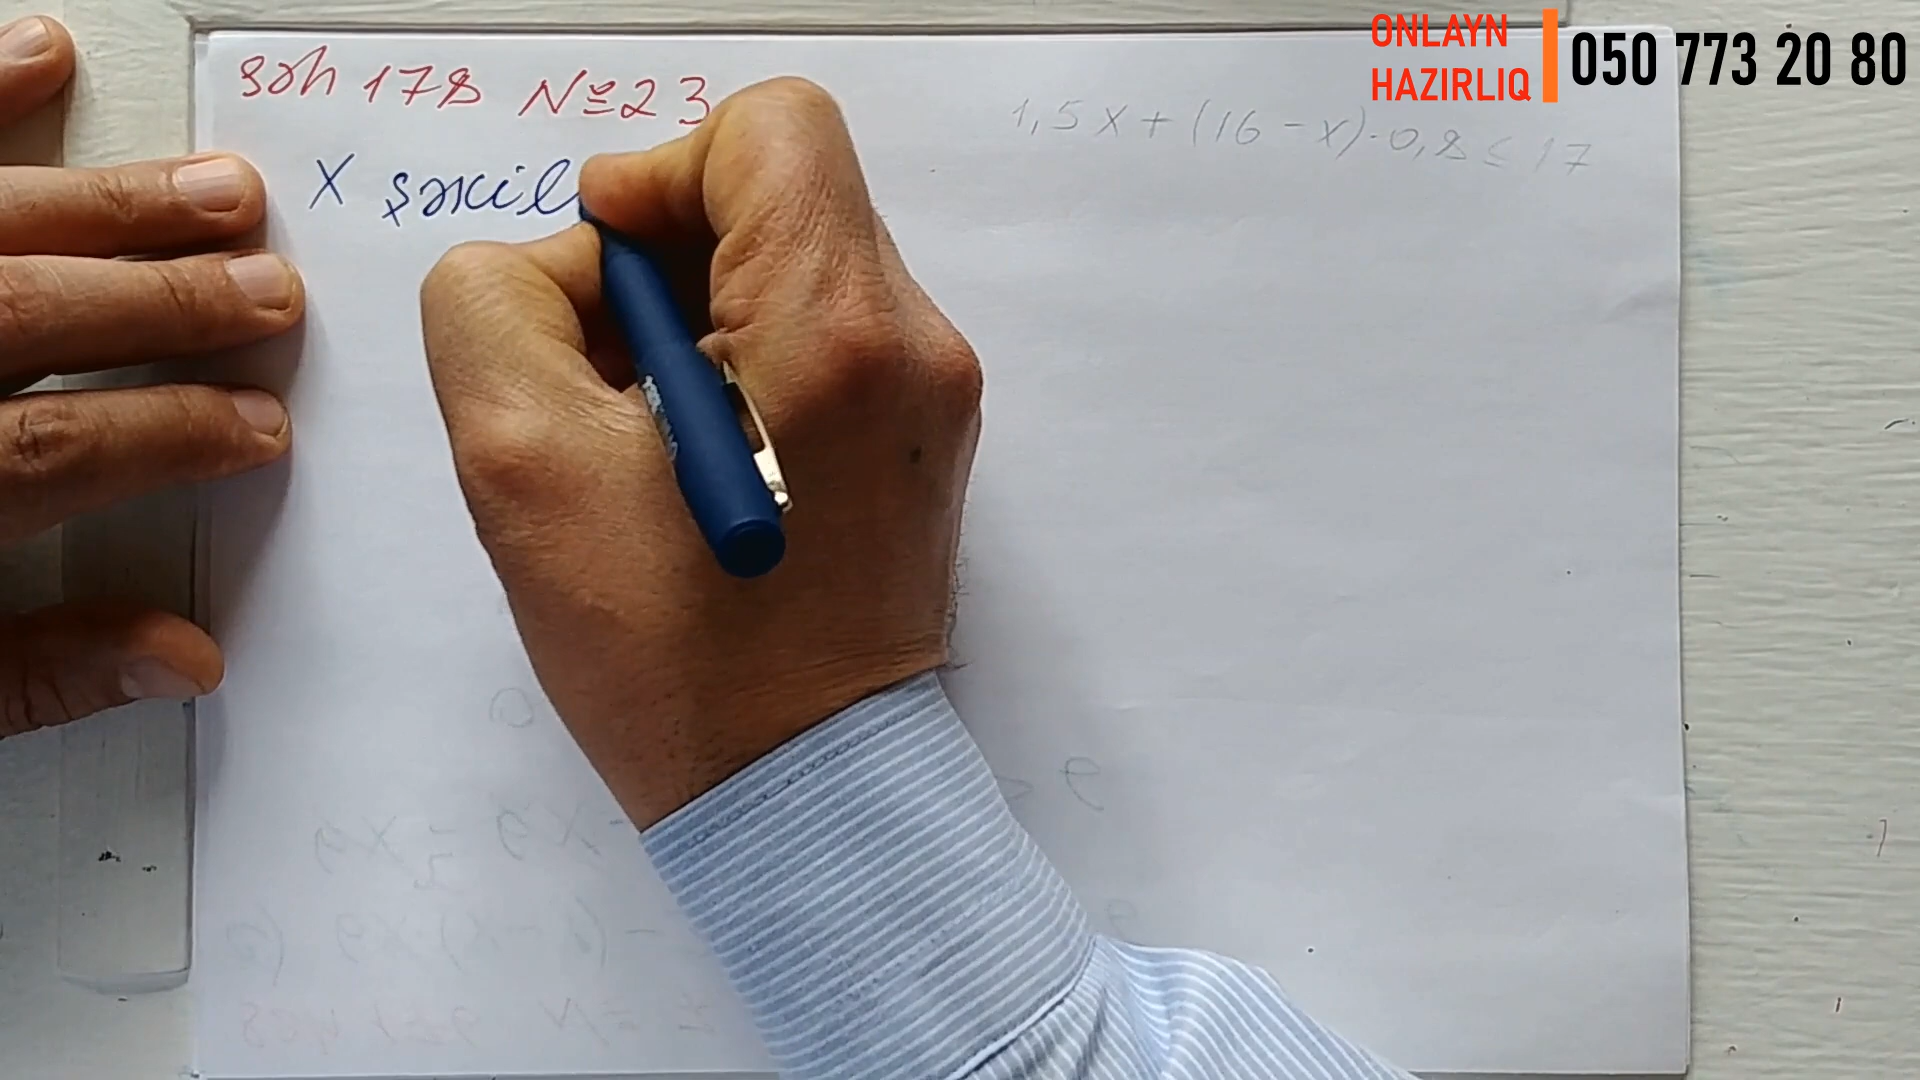 ONLAYN
HAZIRLIQ
050 773 20 80
səh 178 №23
1,5x+(16-x)·0,8≤17
x şəkil